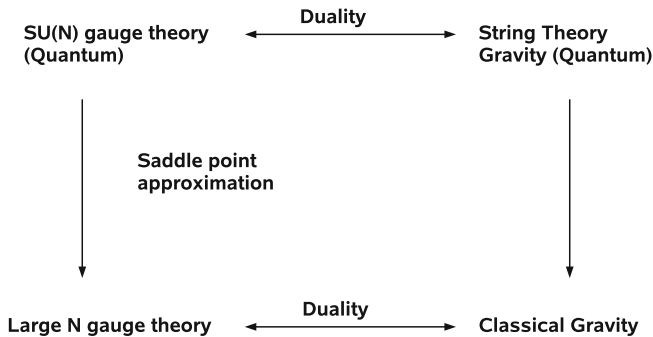 Duality
SU(N) gauge theory
(Quantum)
String Theory
Gravity (Quantum)
Saddle point
approximation
Duality
Large N gauge theory
Classical Gravity